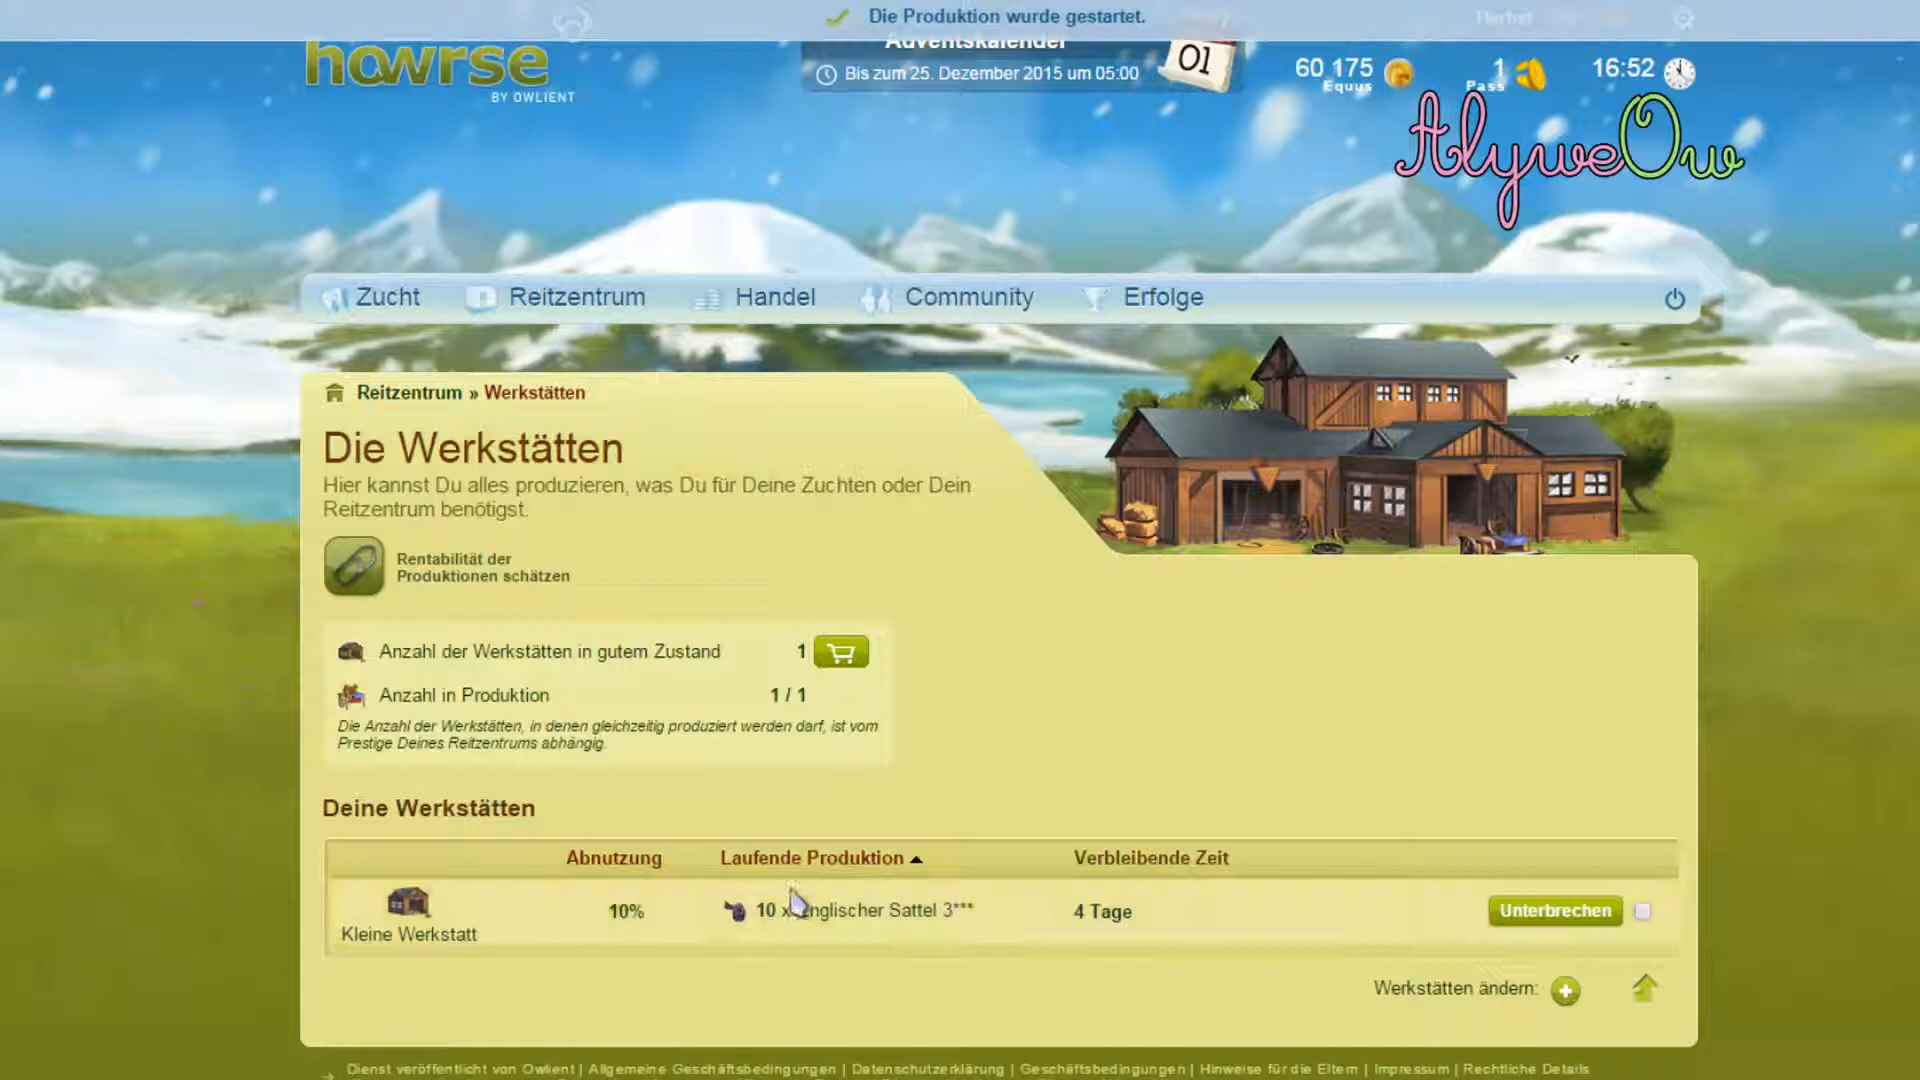 Die Produktion wurde gestartet.
Herbst
howrse
BY OWLIENT
Adventskalender
Bis zum 25. Dezember 2015 um 05:00
01
60 175
Equus
1
Pass
16:52
AlyweOw
Zucht
Reitzentrum
Handel
Community
Erfolge
Reitzentrum » Werkstätten
Die Werkstätten
Hier kannst Du alles produzieren, was Du für Deine Zuchten oder Dein
Reitzentrum benötigst.
Rentabilität der
Produktionen schätzen
Anzahl der Werkstätten in gutem Zustand 1
Anzahl in Produktion 1 / 1
Die Anzahl der Werkstätten, in denen gleichzeitig produziert werden darf, ist vom
Prestige Deines Reitzentrums abhängig.
Deine Werkstätten
Abnutzung Laufende Produktion Verbleibende Zeit
10% 10 x Englischer Sattel 3*** 4 Tage Unterbrechen
Kleine Werkstatt
Werkstätten ändern:
Dienst veröffentlicht von Owlient | Allgemeine Geschäftsbedingungen | Datenschutzerklärung | Geschäftsbedingungen | Hinweise für die Eltern | Impressum | Rechtliche Details